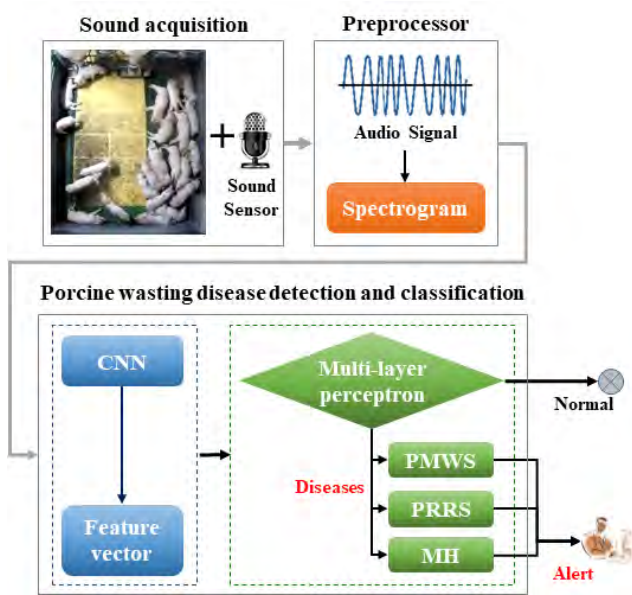 Sound acquisition
Preprocessor
Sound
Sensor
Audio Signal
Spectrogram
Porcine wasting disease detection and classification
CNN
Feature
vector
Multi-layer
perceptron
Normal
Diseases
PMWS
PRRS
MH
Alert